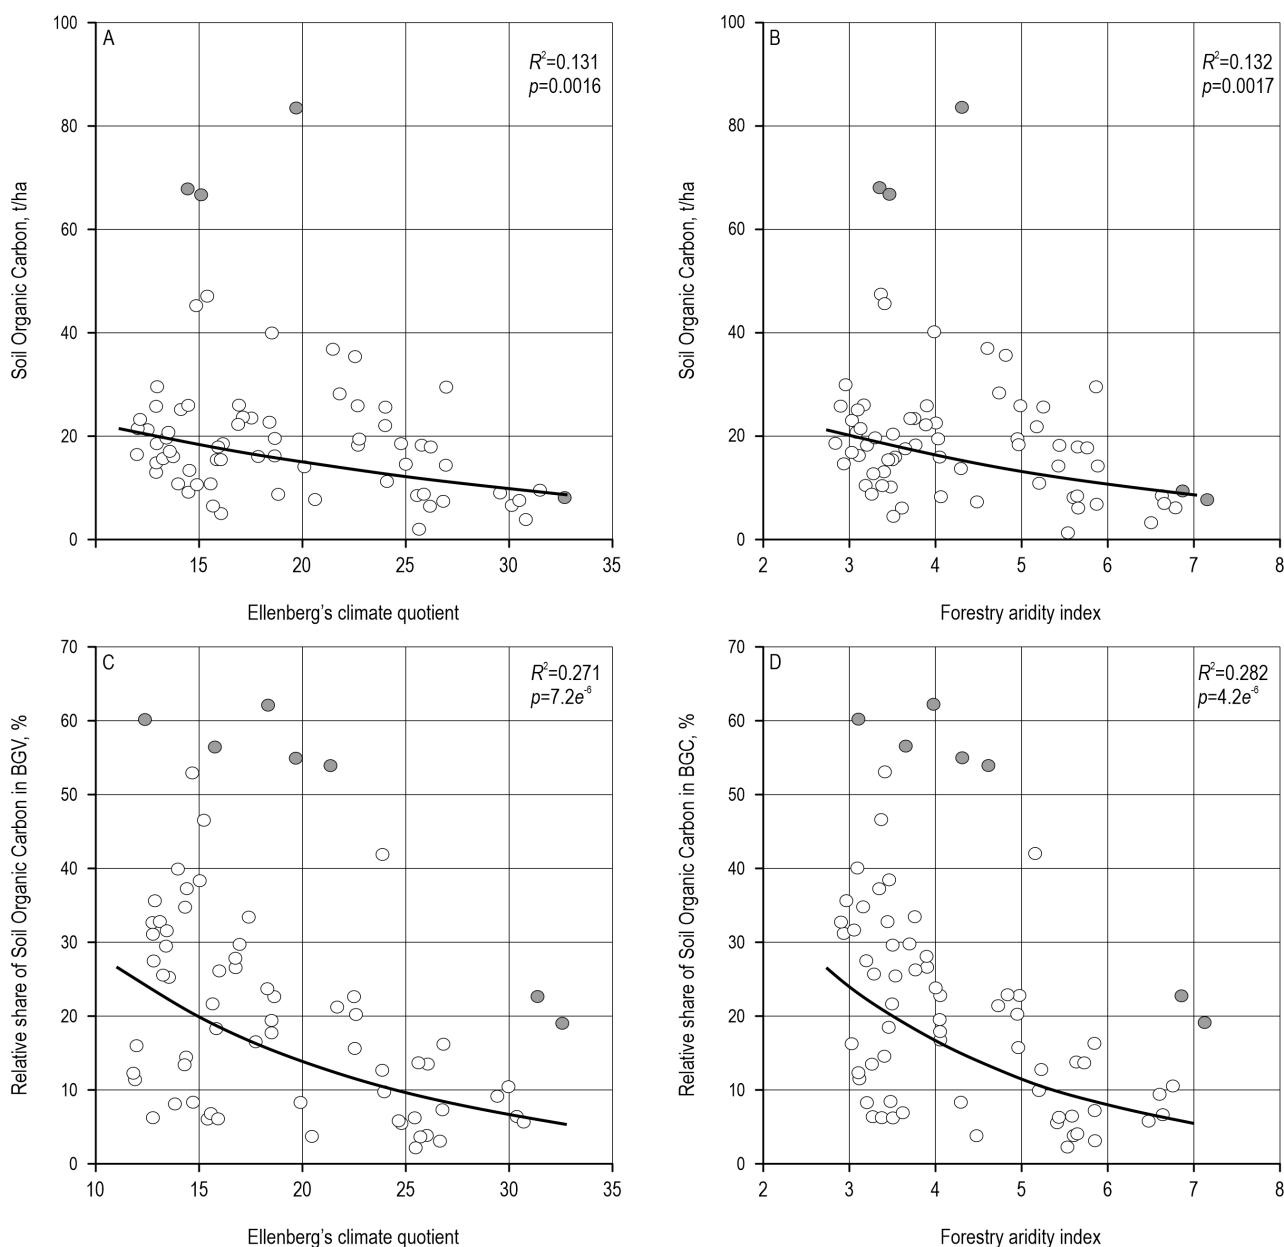 A
R²=0.131
p=0.0016
100
80
60
40
20
0
15
20
25
30
35
Soil Organic Carbon, t/ha
Ellenberg’s climate quotient
B
R²=0.132
p=0.0017
100
80
60
40
20
0
2
3
4
5
6
7
8
Soil Organic Carbon, t/ha
Forestry aridity index
C
R²=0.271
p=7.2e⁻⁶
70
60
50
40
30
20
10
0
10
15
20
25
30
35
Relative share of Soil Organic Carbon in BGV, %
Ellenberg’s climate quotient
D
R²=0.282
p=4.2e⁻⁶
70
60
50
40
30
20
10
0
2
3
4
5
6
7
8
Relative share of Soil Organic Carbon in BGC, %
Forestry aridity index